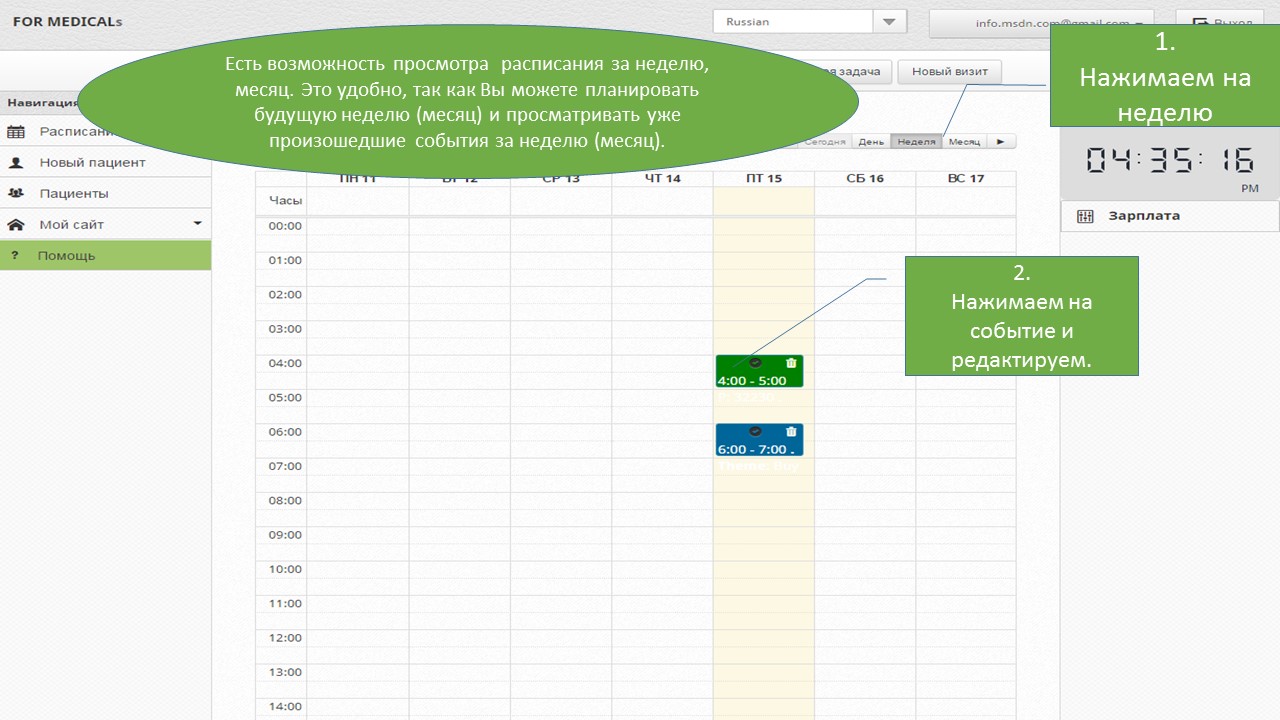 FOR MEDICALs
Russian
info.msdn.com@gmail.com
Выход
Есть возможность просмотра расписания за неделю,
месяц. Это удобно, так как Вы можете планировать
будущую неделю (месяц) и просматривать уже
произошедшие события за неделю (месяц).
1.
Нажимаем на
неделю
задача
Новый визит
Навигация
Расписание
Новый пациент
Пациенты
Мой сайт
? Помощь
Сегодня День Неделя Месяц
04:35:16
PM
Зарплата
ПН 11 ВТ 12 СР 13 ЧТ 14 ПТ 15 СБ 16 ВС 17
Часы
00:00
01:00
02:00
03:00
04:00
05:00
06:00
07:00
08:00
09:00
10:00
11:00
12:00
13:00
14:00
4:00 - 5:00
6:00 - 7:00 .
2.
Нажимаем на
событие и
редактируем.